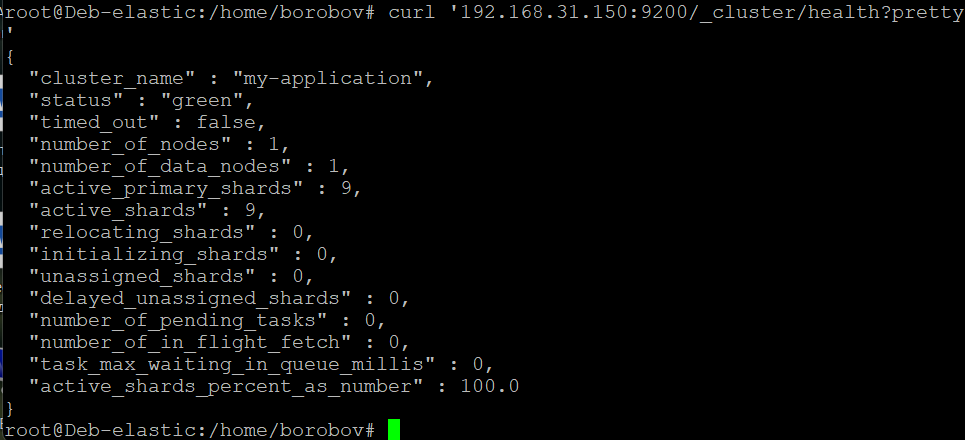 root@Deb-elastic:/home/borobov# curl '192.168.31.150:9200/_cluster/health?pretty
'
{
  "cluster_name" : "my-application",
  "status" : "green",
  "timed_out" : false,
  "number_of_nodes" : 1,
  "number_of_data_nodes" : 1,
  "active_primary_shards" : 9,
  "active_shards" : 9,
  "relocating_shards" : 0,
  "initializing_shards" : 0,
  "unassigned_shards" : 0,
  "delayed_unassigned_shards" : 0,
  "number_of_pending_tasks" : 0,
  "number_of_in_flight_fetch" : 0,
  "task_max_waiting_in_queue_millis" : 0,
  "active_shards_percent_as_number" : 100.0
}
root@Deb-elastic:/home/borobov#